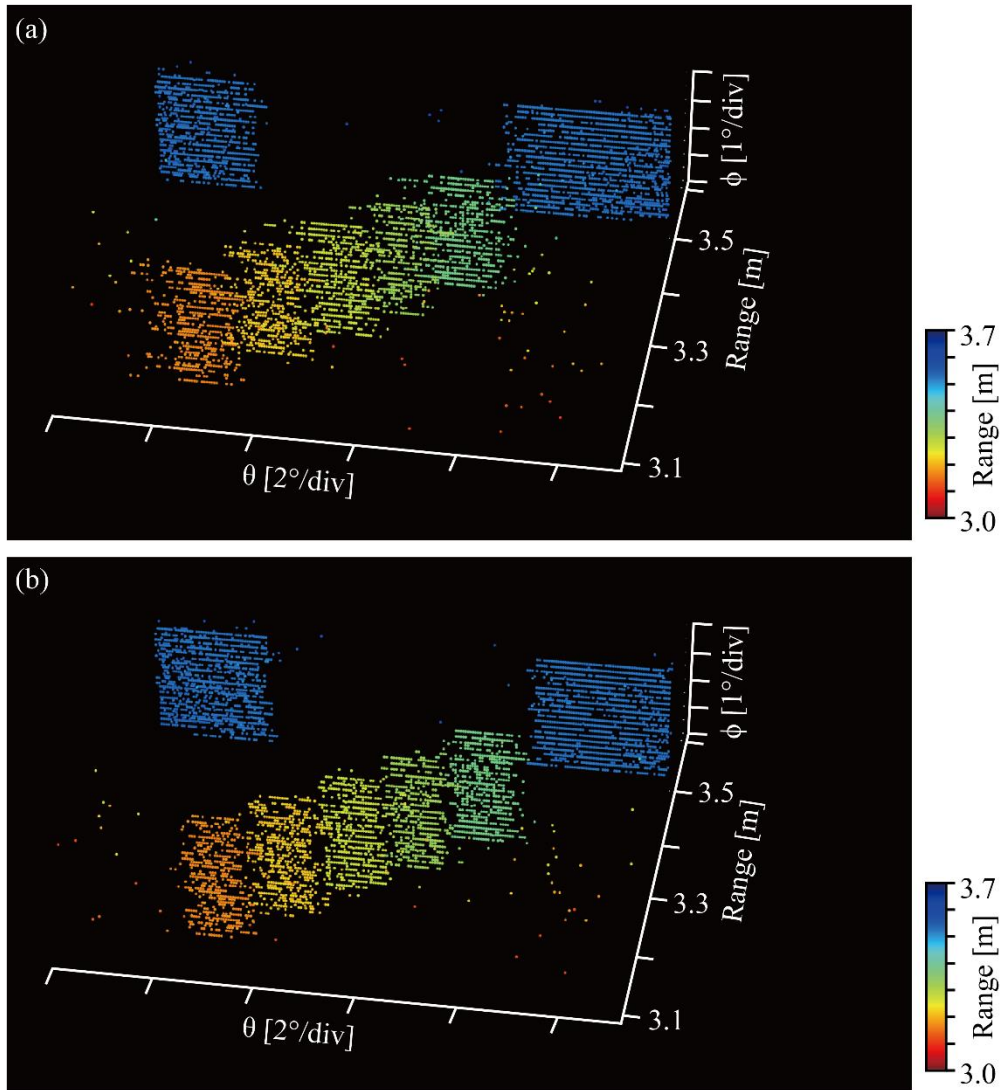 (a)
ϕ [1°/div]
3.5
Range [m]
3.3
3.1
θ [2°/div]
3.7
Range [m]
3.0
(b)
ϕ [1°/div]
3.5
Range [m]
3.3
3.1
θ [2°/div]
3.7
Range [m]
3.0